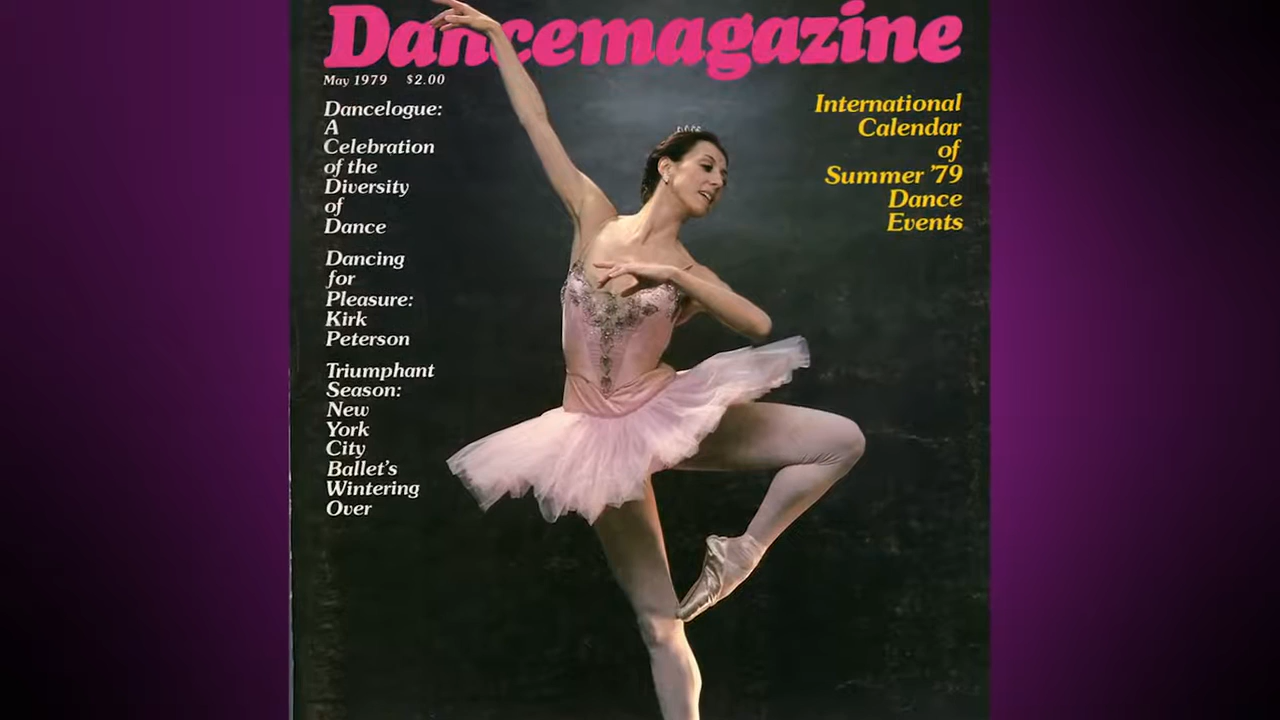 Dancemagazine
May 1979 $2.00
Dancelogue:
A
Celebration
of the
Diversity
of
Dance
Dancing
for
Pleasure:
Kirk
Peterson
Triumphant
Season:
New
York
City
Ballet's
Wintering
Over
International
Calendar
of
Summer '79
Dance
Events